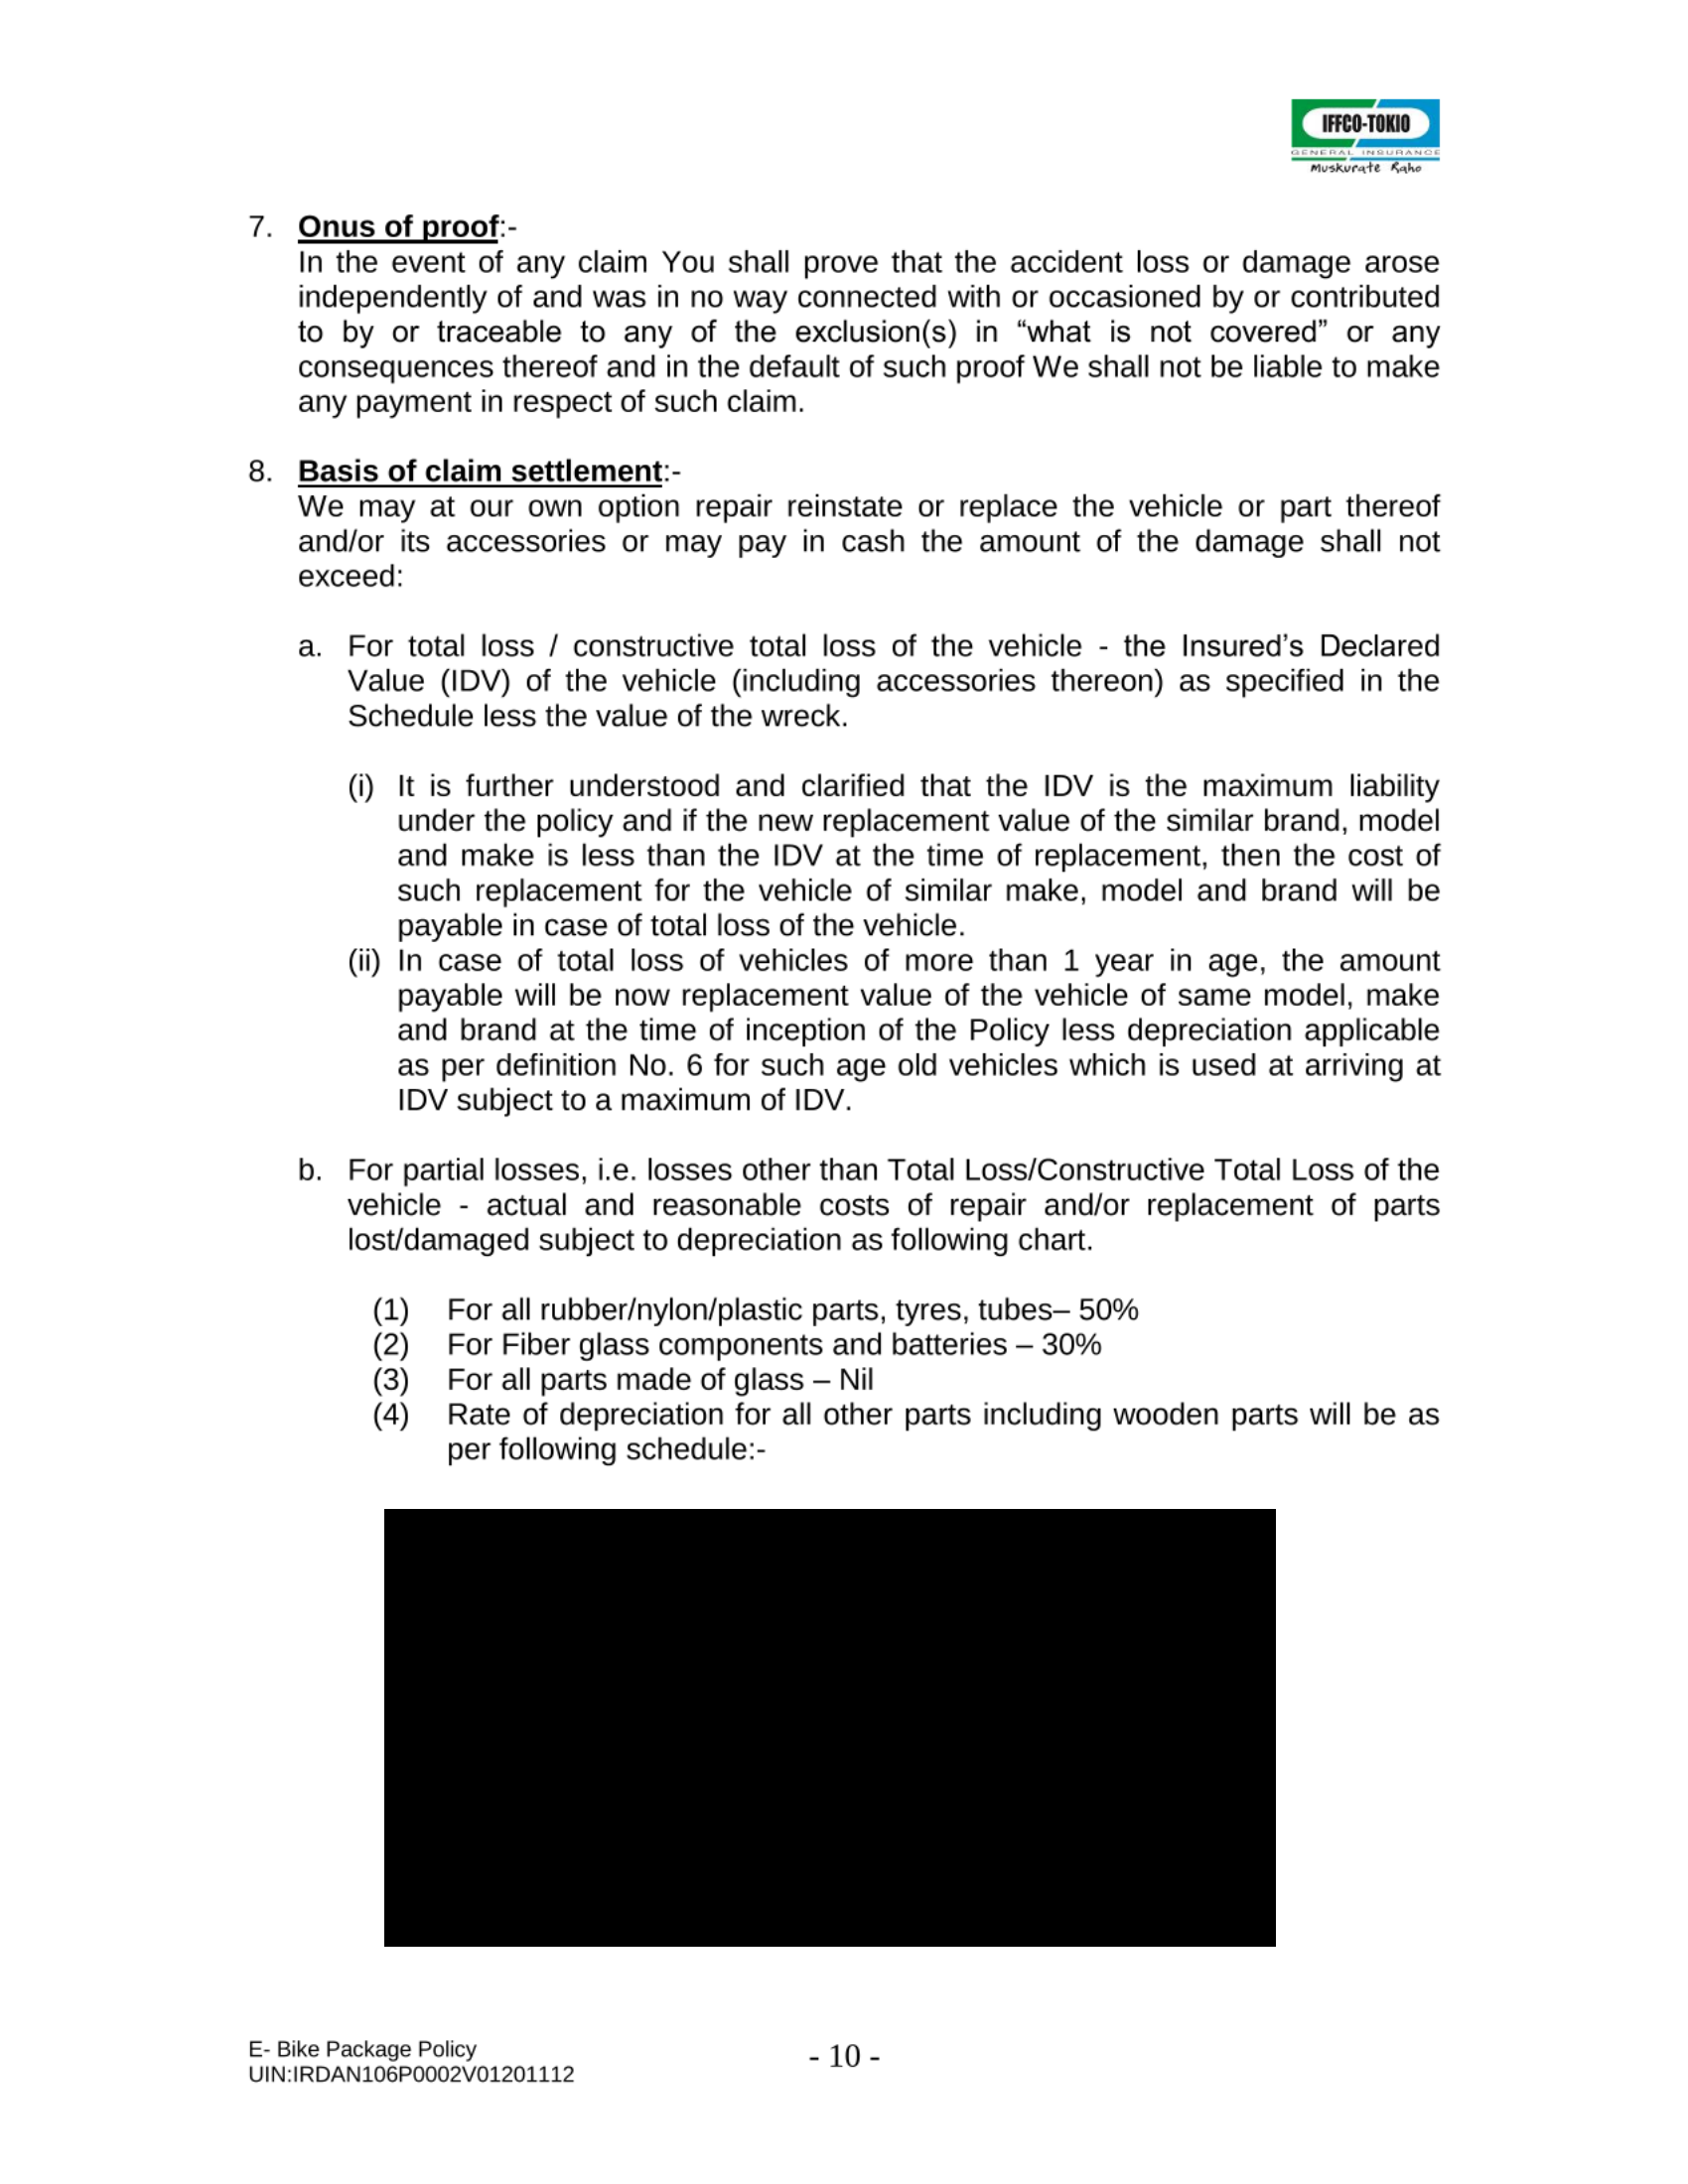 IFFCO-TOKIO
GENERAL INSURANCE
Muskurate Raho
7. Onus of proof:-
In the event of any claim You shall prove that the accident loss or damage arose
independently of and was in no way connected with or occasioned by or contributed
to by or traceable to any of the exclusion(s) in “what is not covered” or any
consequences thereof and in the default of such proof We shall not be liable to make
any payment in respect of such claim.
8. Basis of claim settlement:-
We may at our own option repair reinstate or replace the vehicle or part thereof
and/or its accessories or may pay in cash the amount of the damage shall not
exceed:
a. For total loss / constructive total loss of the vehicle - the Insured’s Declared
Value (IDV) of the vehicle (including accessories thereon) as specified in the
Schedule less the value of the wreck.
(i) It is further understood and clarified that the IDV is the maximum liability
under the policy and if the new replacement value of the similar brand, model
and make is less than the IDV at the time of replacement, then the cost of
such replacement for the vehicle of similar make, model and brand will be
payable in case of total loss of the vehicle.
(ii) In case of total loss of vehicles of more than 1 year in age, the amount
payable will be now replacement value of the vehicle of same model, make
and brand at the time of inception of the Policy less depreciation applicable
as per definition No. 6 for such age old vehicles which is used at arriving at
IDV subject to a maximum of IDV.
b. For partial losses, i.e. losses other than Total Loss/Constructive Total Loss of the
vehicle - actual and reasonable costs of repair and/or replacement of parts
lost/damaged subject to depreciation as following chart.
(1) For all rubber/nylon/plastic parts, tyres, tubes– 50%
(2) For Fiber glass components and batteries – 30%
(3) For all parts made of glass – Nil
(4) Rate of depreciation for all other parts including wooden parts will be as
per following schedule:-
E- Bike Package Policy
UIN:IRDAN106P0002V01201112
- 10 -